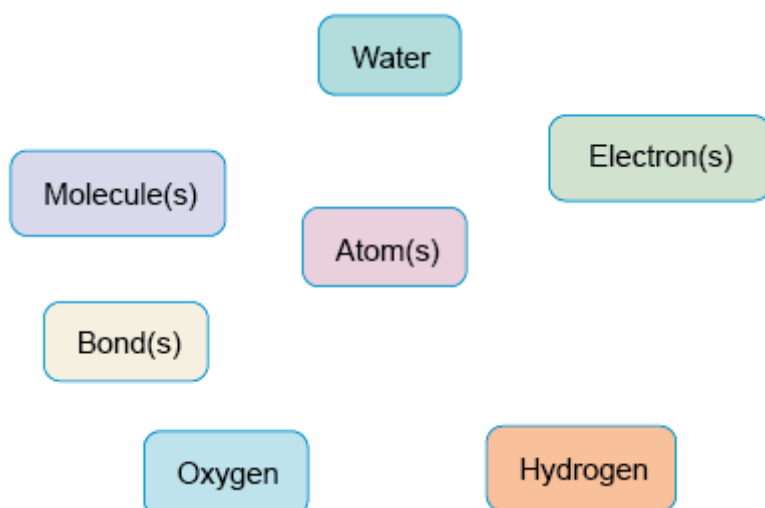 Water
Electron(s)
Molecule(s)
Atom(s)
Bond(s)
Oxygen
Hydrogen